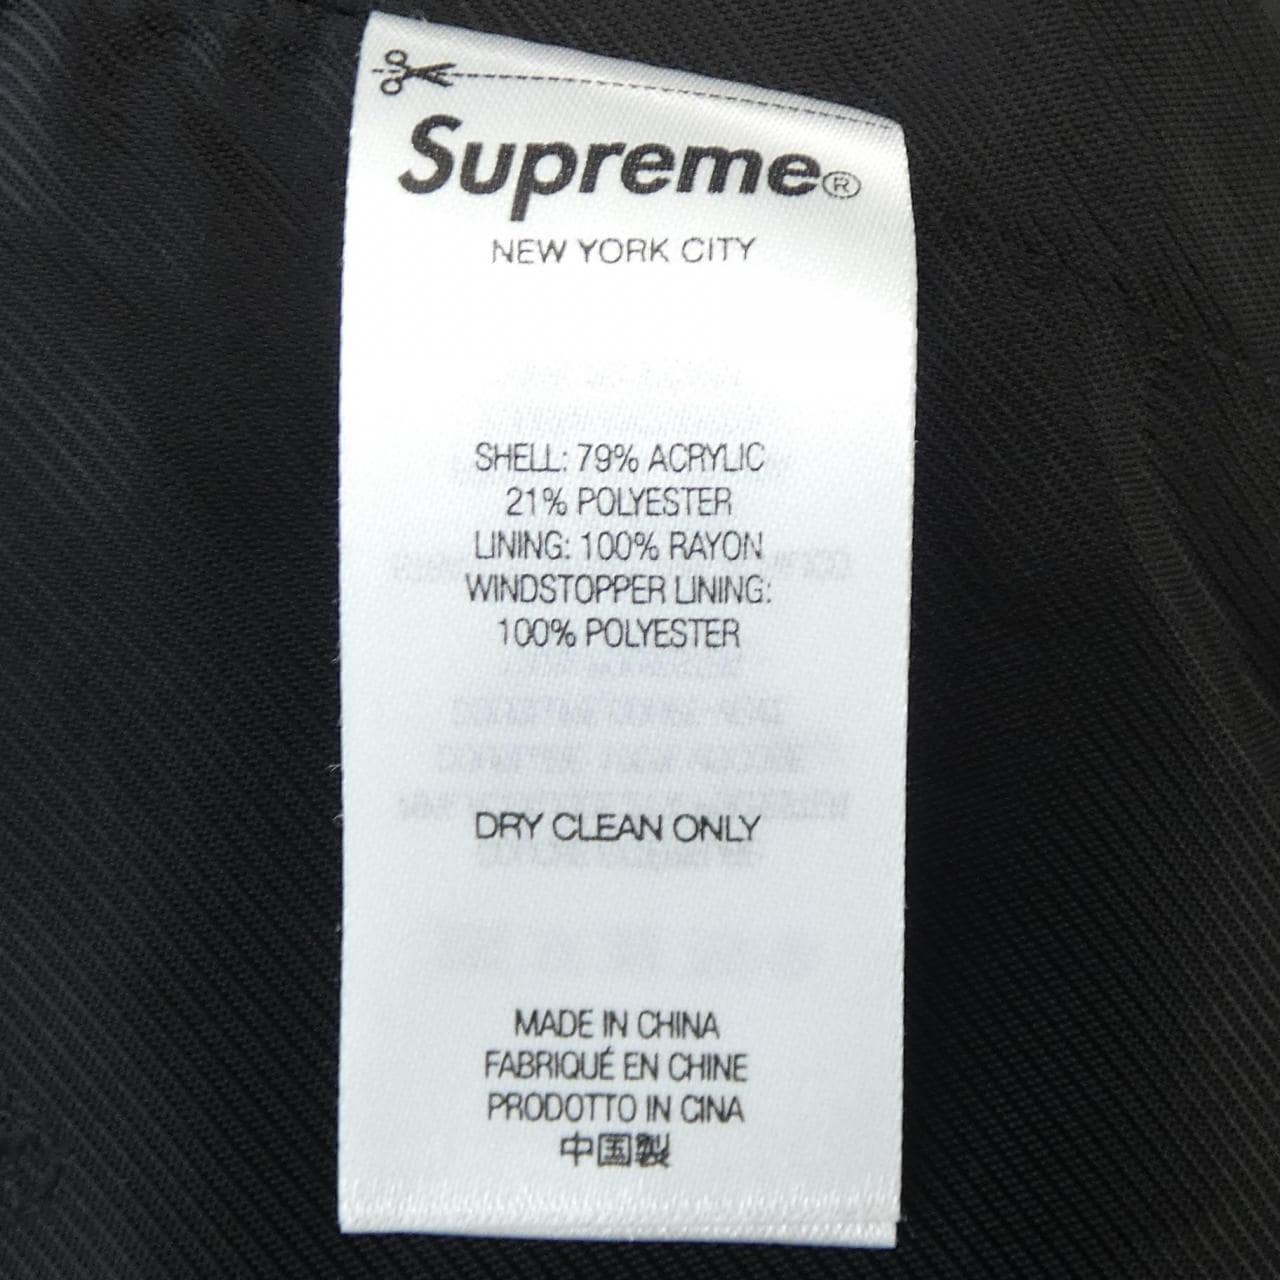 Supreme®
NEW YORK CITY
SHELL: 79% ACRYLIC
21% POLYESTER
LINING: 100% RAYON
WINDSTOPPER LINING:
100% POLYESTER
DRY CLEAN ONLY
MADE IN CHINA
FABRIQUÉ EN CHINE
PRODOTTO IN CINA
中国製